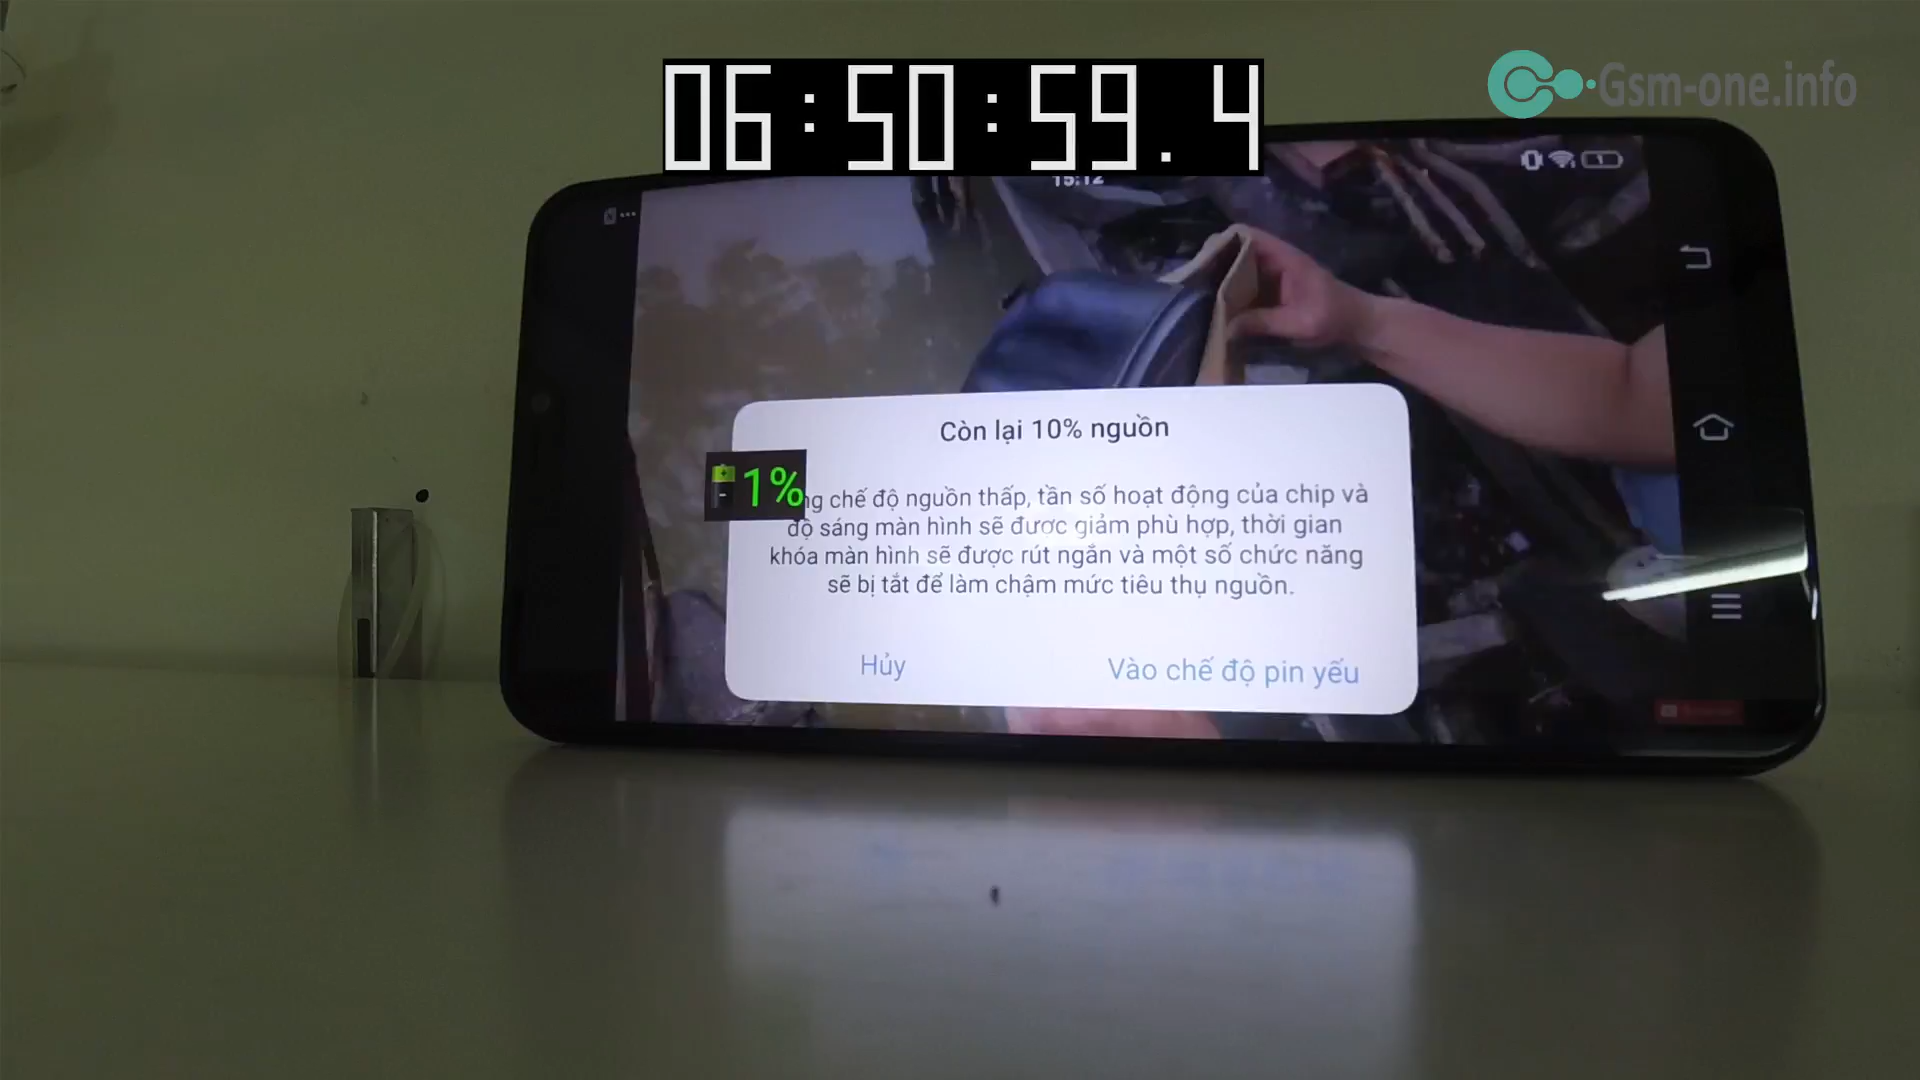 06:50:59.4
Gsm-one.info
15:12
1
Còn lại 10% nguồn
1%
ng chế độ nguồn thấp, tần số hoạt động của chip và
độ sáng màn hình sẽ được giảm phù hợp, thời gian
khóa màn hình sẽ được rút ngắn và một số chức năng
sẽ bị tắt để làm chậm mức tiêu thụ nguồn.
Hủy
Vào chế độ pin yếu